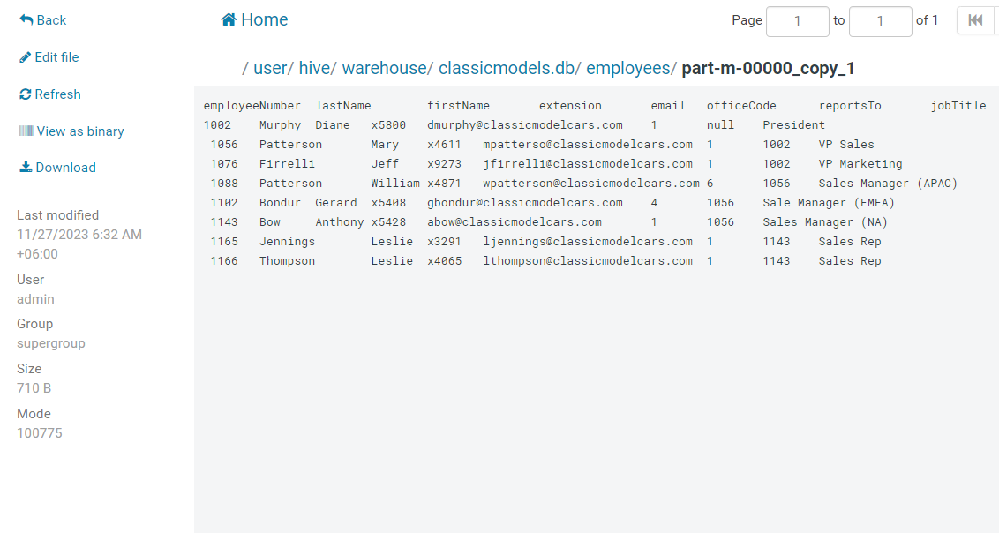 Back
Edit file
Refresh
View as binary
Download
Last modified
11/27/2023 6:32 AM
+06:00
User
admin
Group
supergroup
Size
710 B
Mode
100775
Home
Page 1 to 1 of 1
/ user/ hive/ warehouse/ classicmodels.db/ employees/ part-m-00000_copy_1
employeeNumber lastName firstName extension email officeCode reportsTo jobTitle
1002 Murphy Diane x5800 dmurphy@classicmodelcars.com 1 null President
1056 Patterson Mary x4611 mpatterso@classicmodelcars.com 1 1002 VP Sales
1076 Firrelli Jeff x9273 jfirrelli@classicmodelcars.com 1 1002 VP Marketing
1088 Patterson William x4871 wpatterson@classicmodelcars.com 6 1056 Sales Manager (APAC)
1102 Bondur Gerard x5408 gbondur@classicmodelcars.com 4 1056 Sale Manager (EMEA)
1143 Bow Anthony x5428 abow@classicmodelcars.com 1 1056 Sales Manager (NA)
1165 Jennings Leslie x3291 ljennings@classicmodelcars.com 1 1143 Sales Rep
1166 Thompson Leslie x4065 lthompson@classicmodelcars.com 1 1143 Sales Rep